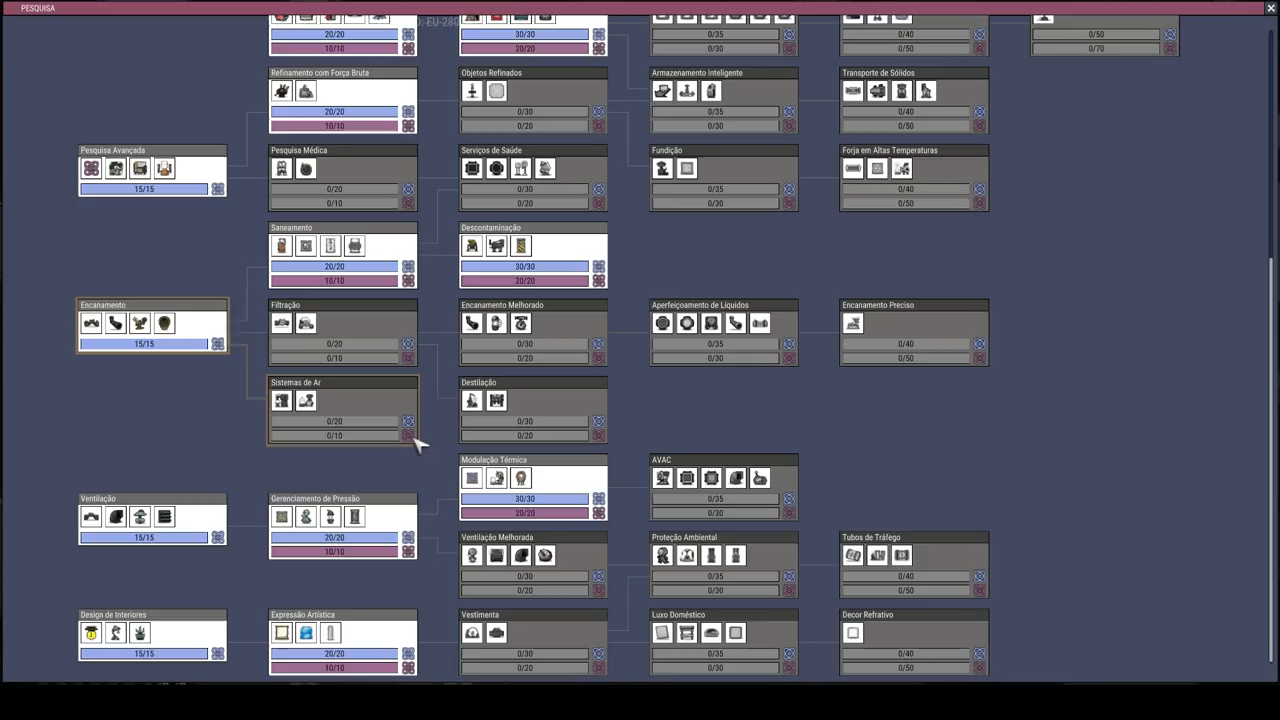 PESQUISA
O: EU-280
20/20 30/30 0/35 0/40 0/50
10/10 20/20 0/30 0/50 0/70
Refinamento com Força Bruta Objetos Refinados Armazenamento Inteligente Transporte de Sólidos
20/20 0/30 0/35 0/40
10/10 0/20 0/30 0/50
Pesquisa Avançada Pesquisa Médica Serviços de Saúde Fundição Forja em Altas Temperaturas
15/15 0/20 0/30 0/35 0/40
0/10 0/20 0/30 0/50
Saneamento Descontaminação
20/20 30/30
10/10 20/20
Encanamento Filtração Encanamento Melhorado Aperfeiçoamento de Líquidos Encanamento Preciso
15/15 0/20 0/30 0/35 0/40
0/10 0/20 0/30 0/50
Sistemas de Ar Destilação
0/20 0/30
0/10 0/20
Modulação Térmica AVAC
30/30 0/35
20/20 0/30
Ventilação Gerenciamento de Pressão
15/15 20/20
10/10
Ventilação Melhorada Proteção Ambiental Tubos de Tráfego
0/30 0/35 0/40
0/20 0/30 0/50
Design de Interiores Expressão Artística Vestimenta Luxo Doméstico Decor Refrativo
15/15 20/20 0/30 0/35 0/40
10/10 0/20 0/30 0/50